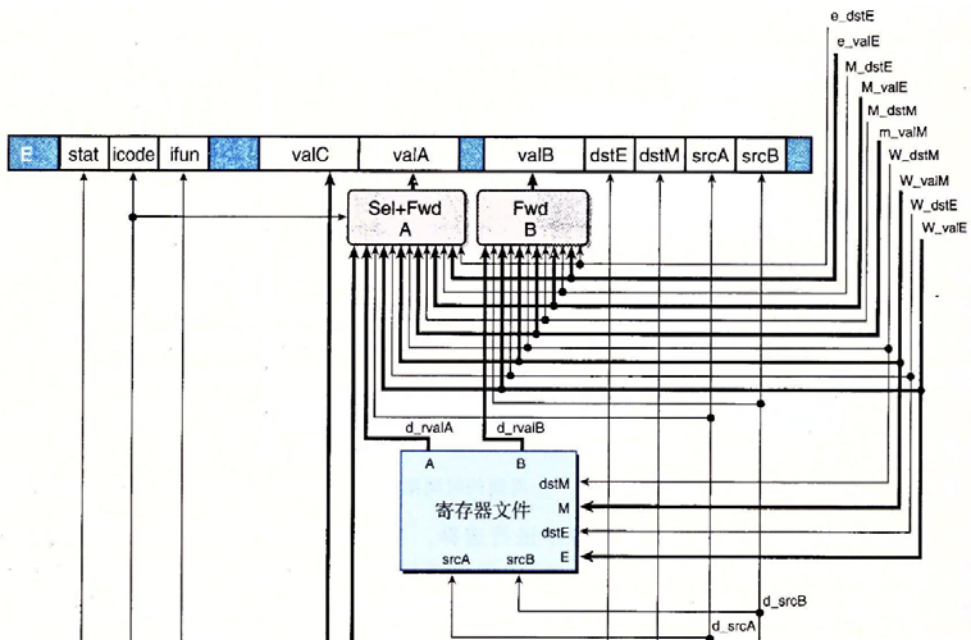 e_dstE
e_valE
M_dstE
M_valE
M_dstM
m_valM
W_dstM
W_valM
W_dstE
W_valE
E stat icode ifun valC valA valB dstE dstM srcA srcB
Sel+Fwd
A
Fwd
B
d_rvalA d_rvalB
A B
dstM
寄存器文件 M
dstE
srcA srcB E
d_srcB
d_srcA